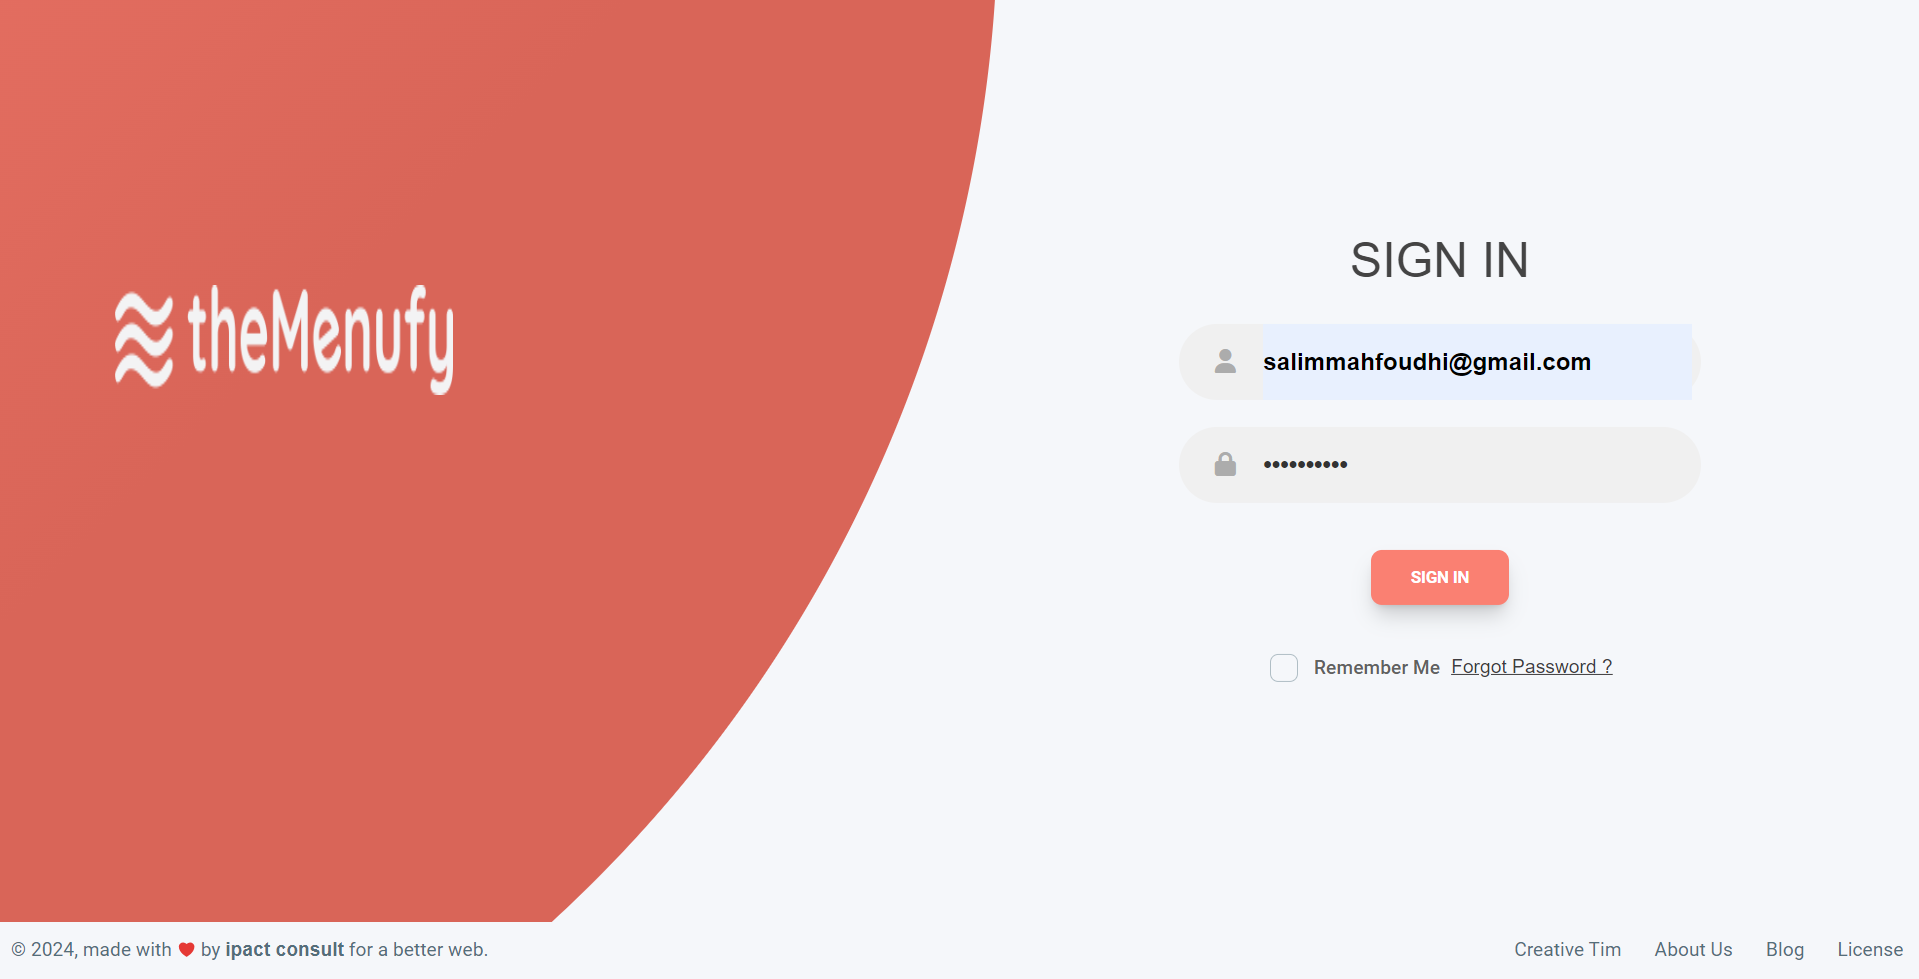 theMenufy
SIGN IN
salimmahfoudhi@gmail.com
••••••••••
SIGN IN
Remember Me Forgot Password ?
© 2024, made with ❤ by ipact consult for a better web.
Creative Tim About Us Blog License